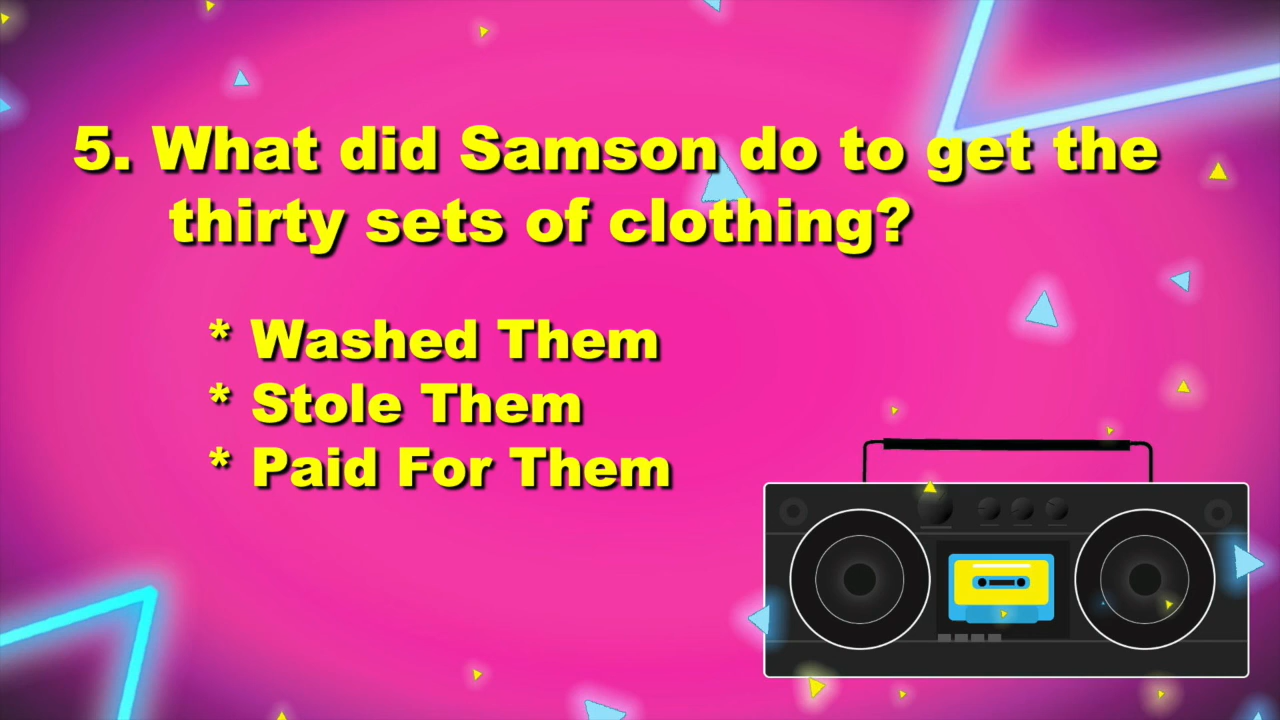 5. What did Samson do to get the
thirty sets of clothing?
* Washed Them
* Stole Them
* Paid For Them